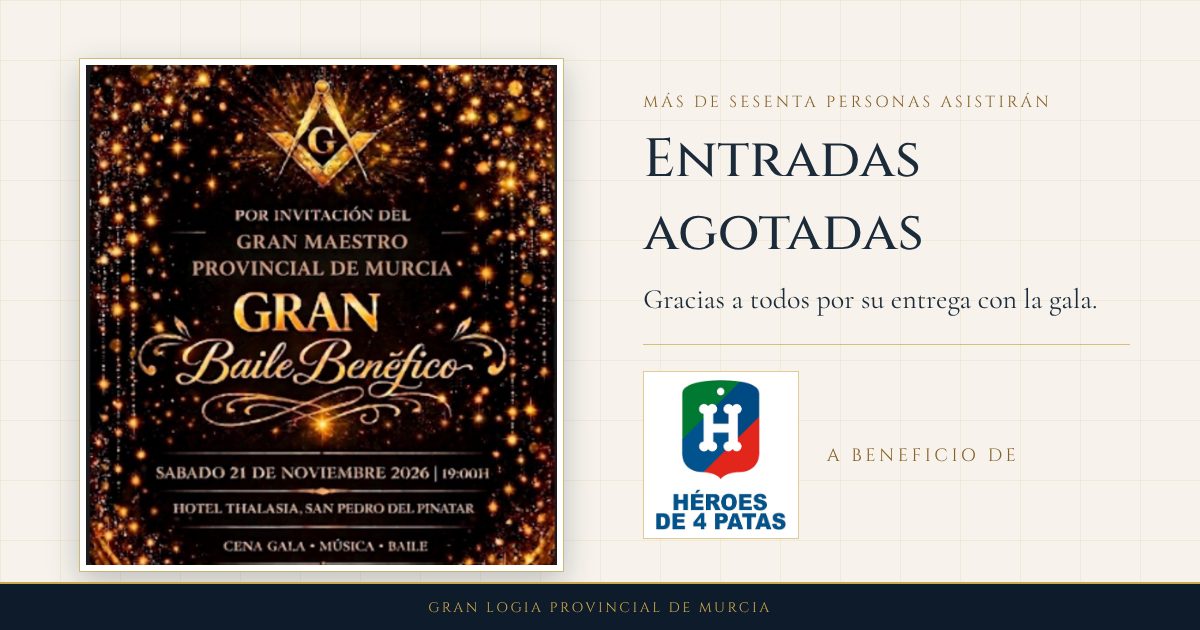 G
POR INVITACIÓN DEL
GRAN MAESTRO
PROVINCIAL DE MURCIA
GRAN
Baile Benéfico
SABADO 21 DE NOVIEMBRE 2026 | 19:00H
HOTEL THALASIA, SAN PEDRO DEL PINATAR
CENA GALA • MÚSICA • BAILE
MÁS DE SESENTA PERSONAS ASISTIRÁN
ENTRADAS
AGOTADAS
Gracias a todos por su entrega con la gala.
H
HÉROES
DE 4 PATAS
A BENEFICIO DE
GRAN LOGIA PROVINCIAL DE MURCIA